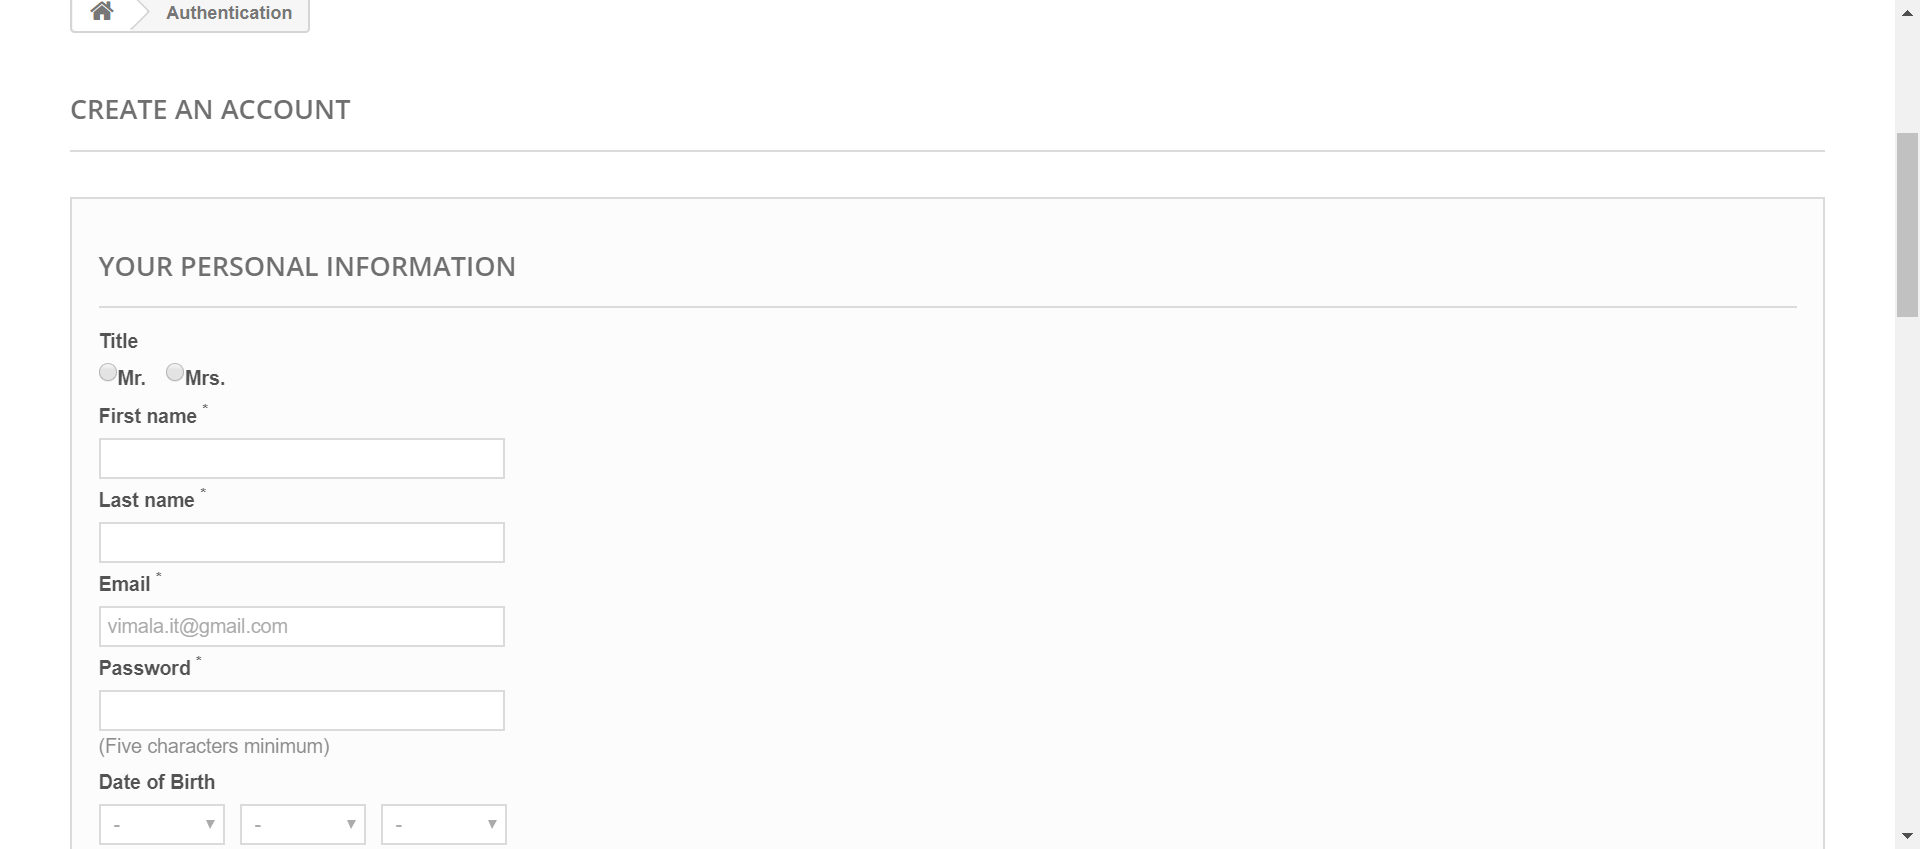 Authentication
CREATE AN ACCOUNT
YOUR PERSONAL INFORMATION
Title
Mr. Mrs.
First name *
Last name *
Email *
vimala.it@gmail.com
Password *
(Five characters minimum)
Date of Birth
- - -